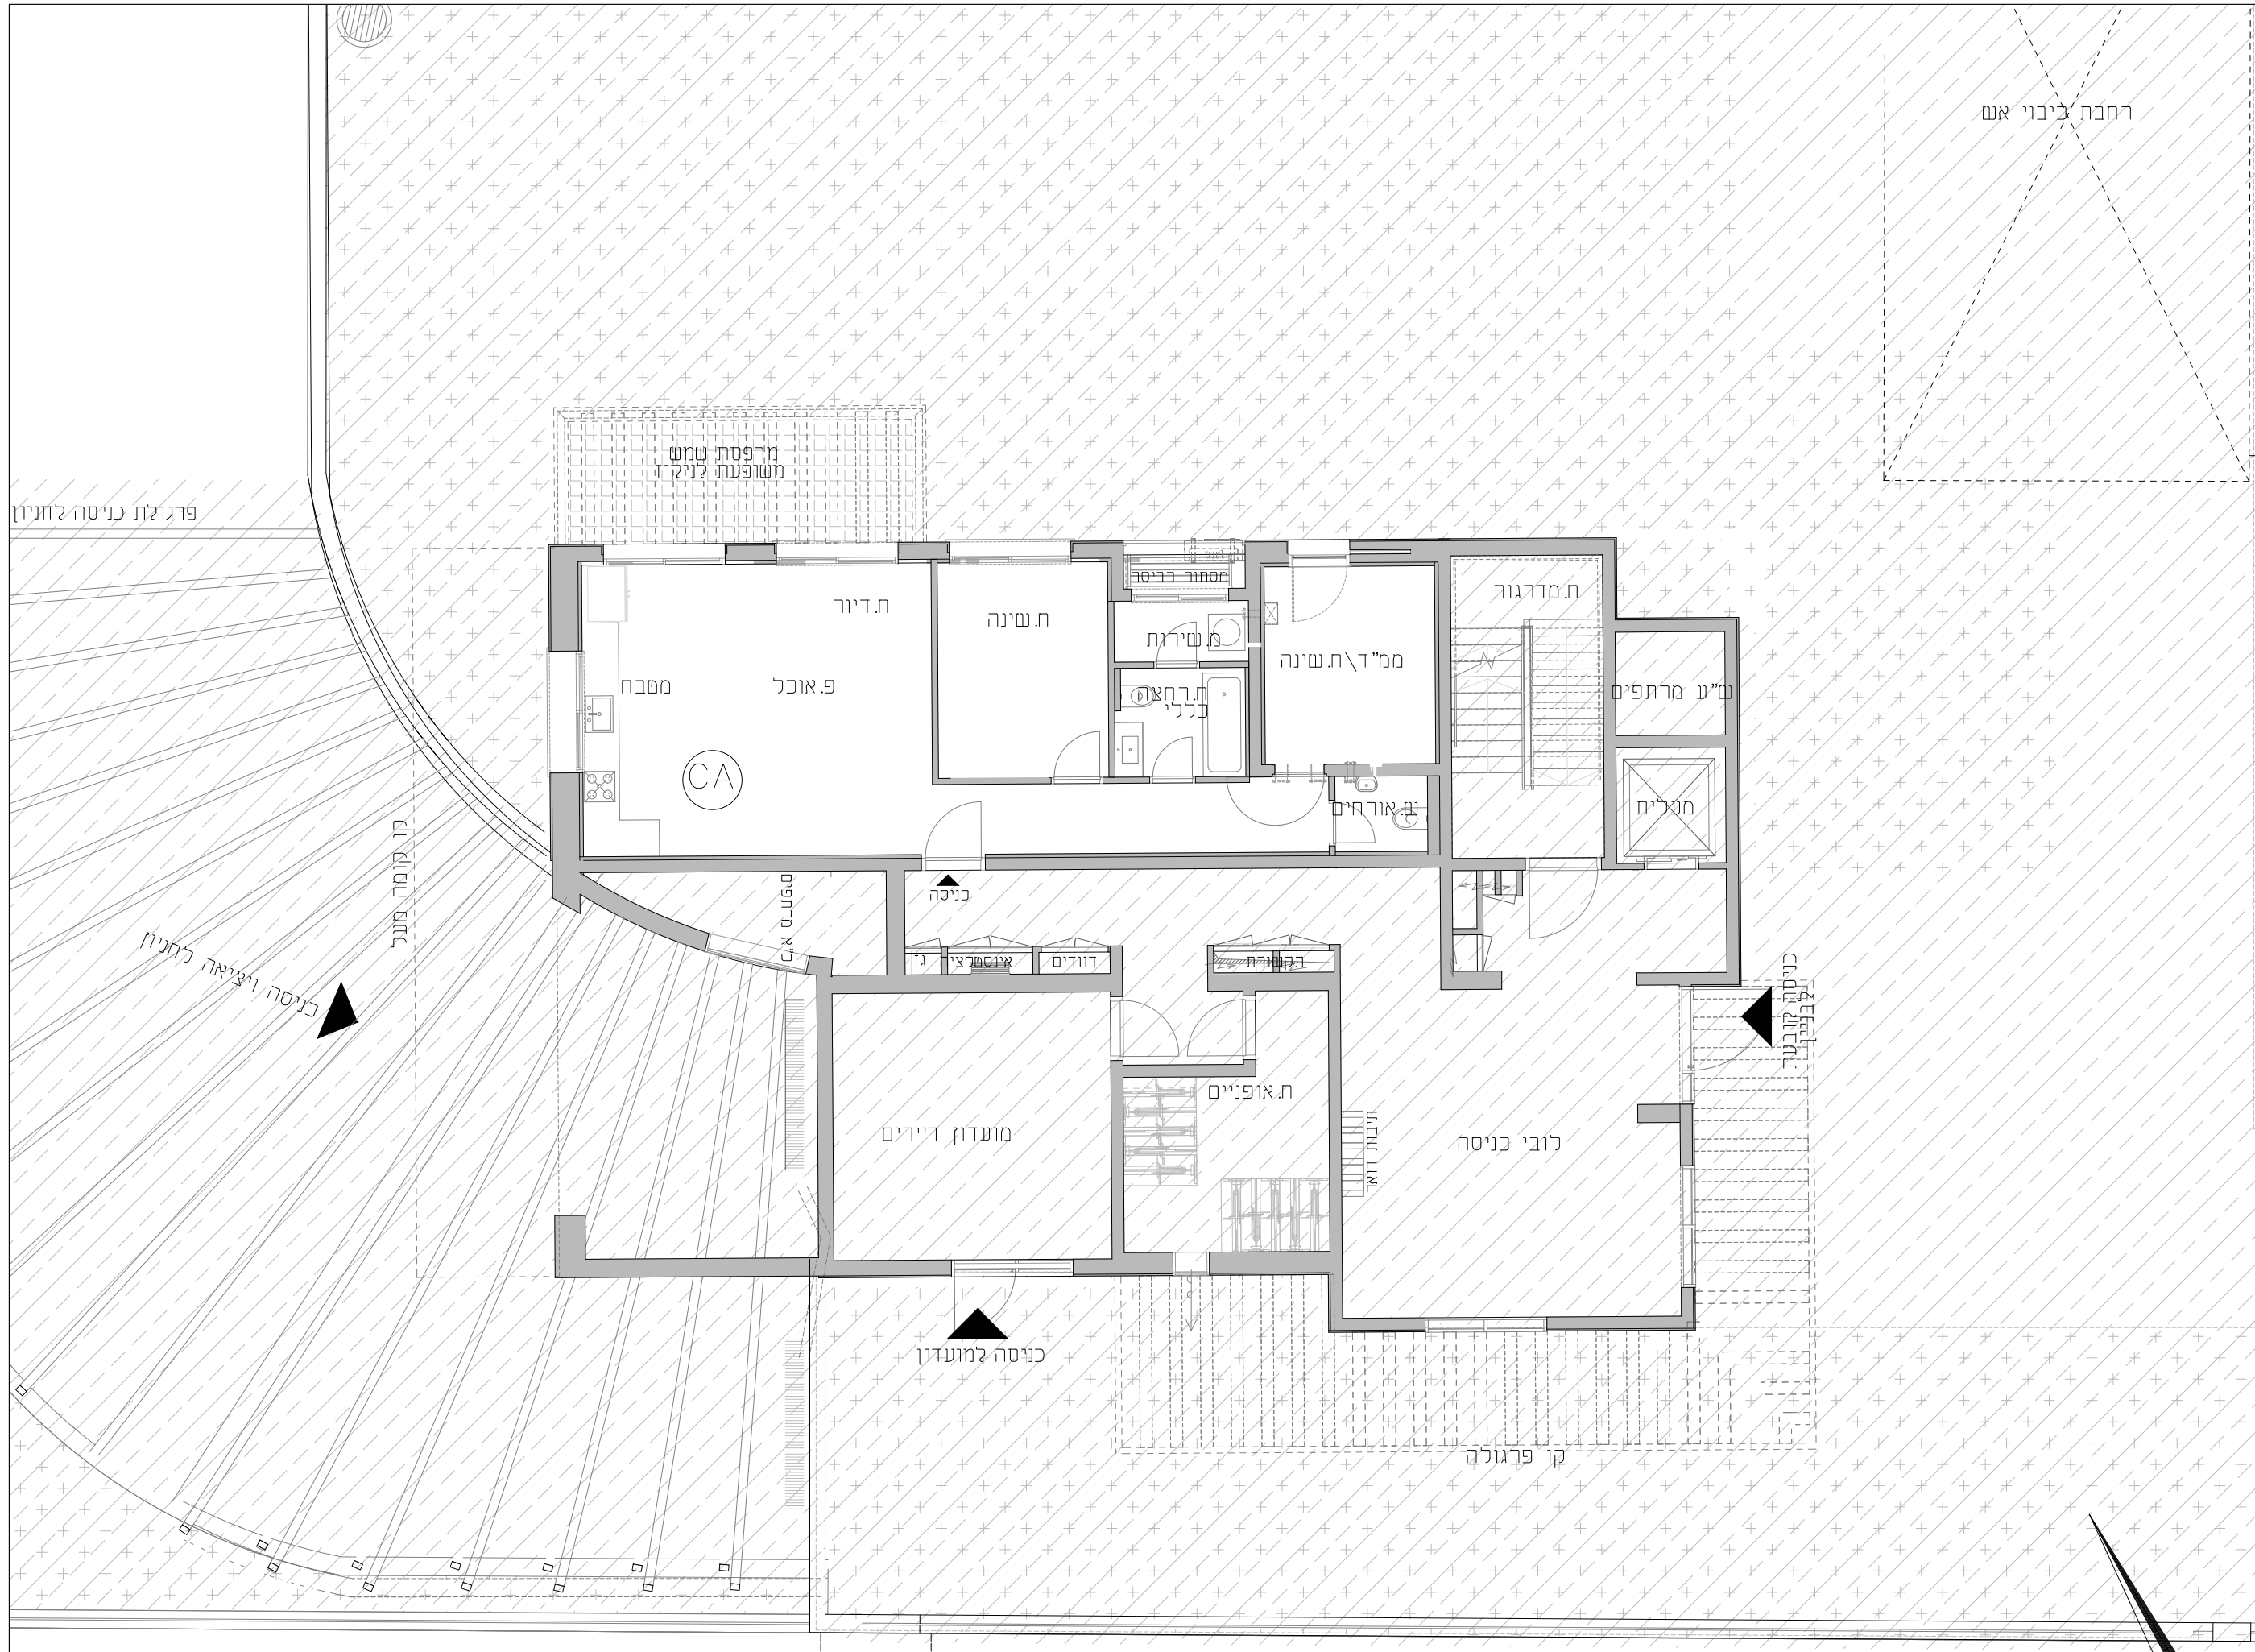 רחבת כיבוי אש
מרפסת שמש
משופעת לניקוז
פרגולת כניסה לחניון
מסתור כביסה
ח.מדרגות
ח.דיור
ח.שינה
מ.שירות
ממ"ד\ח.שינה
ש"ע מרתפים
מטבח
פ.אוכל
ח.רחצה
כללי
CA
מעלית
ש.אורחים
קו קומה מעל
כניסה
כניסה ויציאה לחניון
גז
אינסטלציה
דוודים
תקשורת
כניסה קובעת
לבניין
ח.אופניים
מועדון דיירים
תיבות דואר
לובי כניסה
כניסה למועדון
קו פרגולה